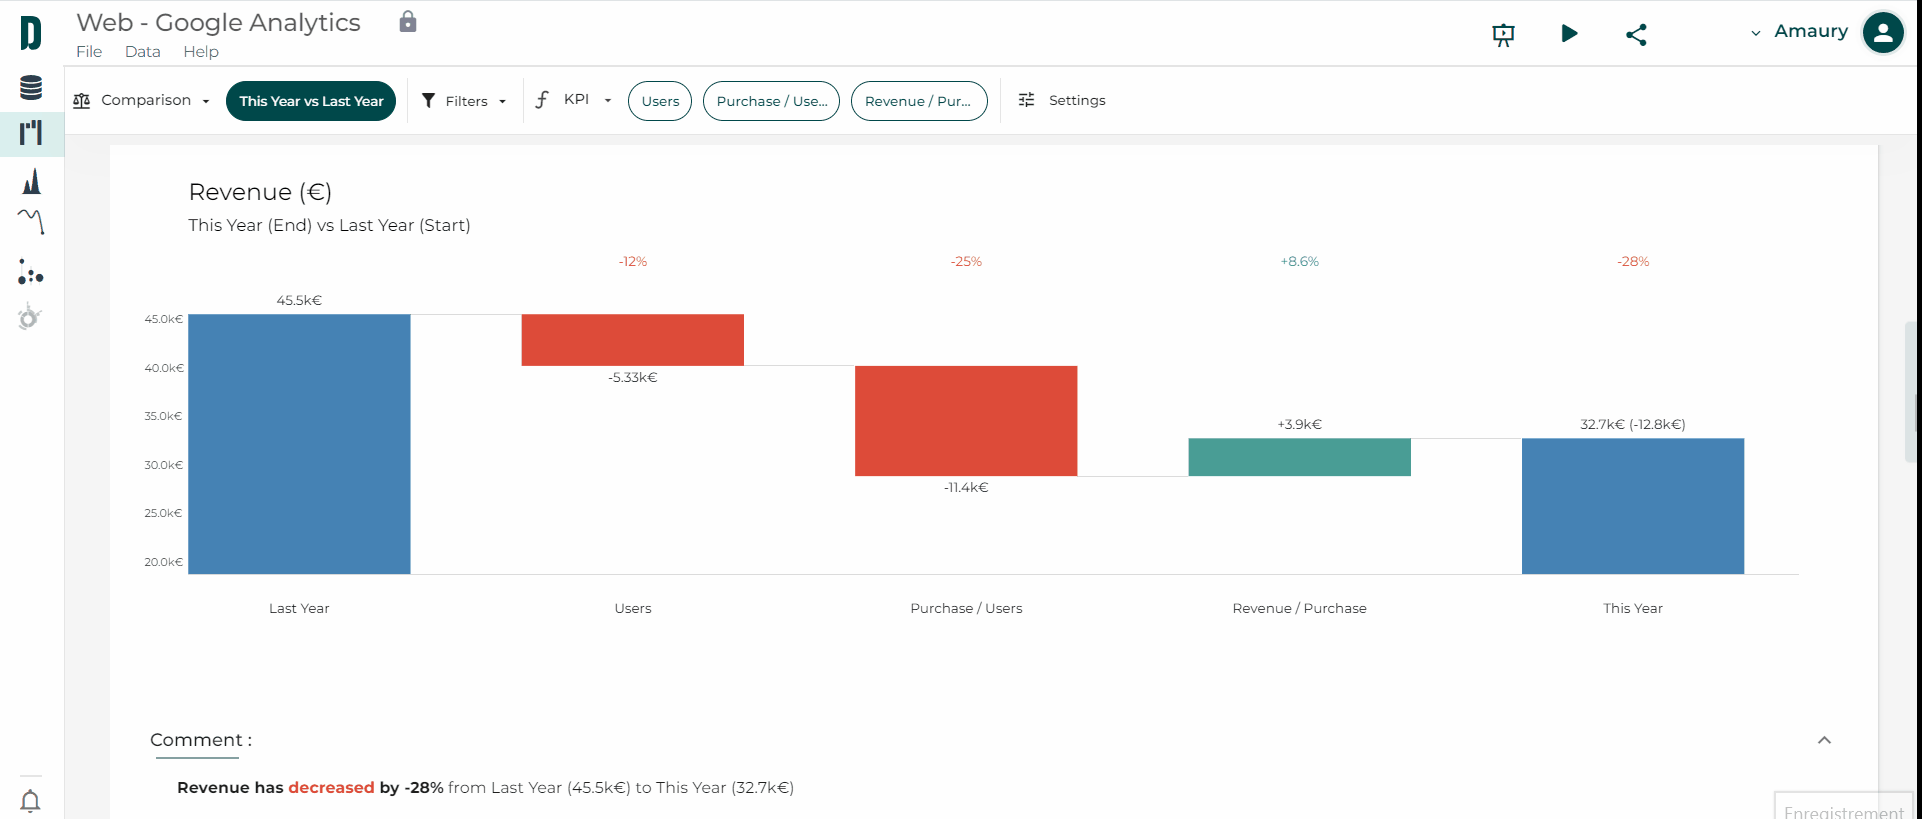 Web - Google Analytics
File Data Help
Amaury
Comparison This Year vs Last Year Filters KPI Users Purchase / Use... Revenue / Pur... Settings
Revenue (€)
This Year (End) vs Last Year (Start)
-12% -25% +8.6% -28%
45.5k€
45.0k€
-5.33k€
40.0k€
35.0k€
+3.9k€ 32.7k€ (-12.8k€)
30.0k€
-11.4k€
25.0k€
20.0k€
Last Year Users Purchase / Users Revenue / Purchase This Year
Comment :
Revenue has decreased by -28% from Last Year (45.5k€) to This Year (32.7k€)
Enregistrement